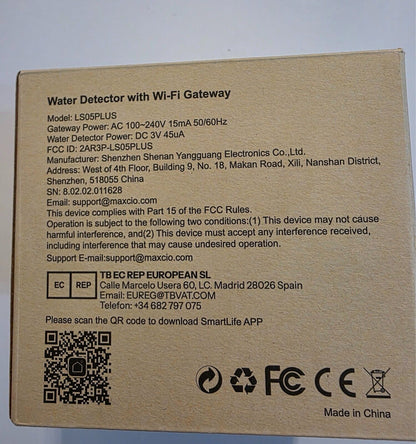 Water Detector with Wi-Fi Gateway
Model: LS05PLUS
Gateway Power: AC 100~240V 15mA 50/60Hz
Water Detector Power: DC 3V 45uA
FCC ID: 2AR3P-LS05PLUS
Manufacturer: Shenzhen Shenan Yangguang Electronics Co.,Ltd.
Address: West of 4th Floor, Building 9, No. 18, Makan Road, Xili, Nanshan District,
Shenzhen, 518055 China
SN: 8.02.02.011628
Email: support@maxcio.com
This device complies with Part 15 of the FCC Rules.
Operation is subject to the following two conditions:(1) This device may not cause
harmful interference, and(2) This device must accept any interference received,
including interference that may cause undesired operation.
Support E-mail:support@maxcio.com
EC REP
TB EC REP EUROPEAN SL
Calle Marcelo Usera 60, LC. Madrid 28026 Spain
Email: EUREG@TBVAT.COM
Telefon: +34 682 797 075
Please scan the QR code to download SmartLife APP
FC CE
Made in China